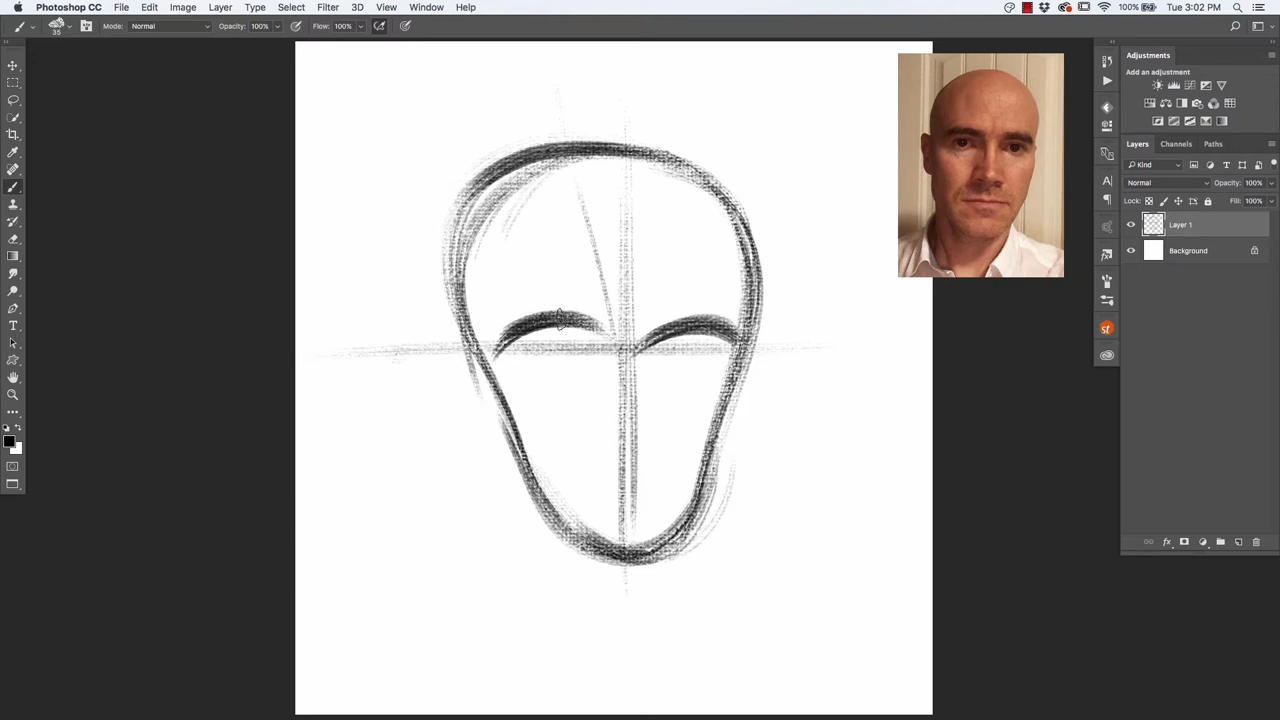 Photoshop CC File Edit Image Layer Type Select Filter 3D View Window Help 100% Tue 3:02 PM
35 Mode: Normal Opacity: 100% Flow: 100%
Adjustments
Add an adjustment
Layers Channels Paths
Kind
Normal Opacity: 100%
Lock: Fill: 100%
Layer 1
Background